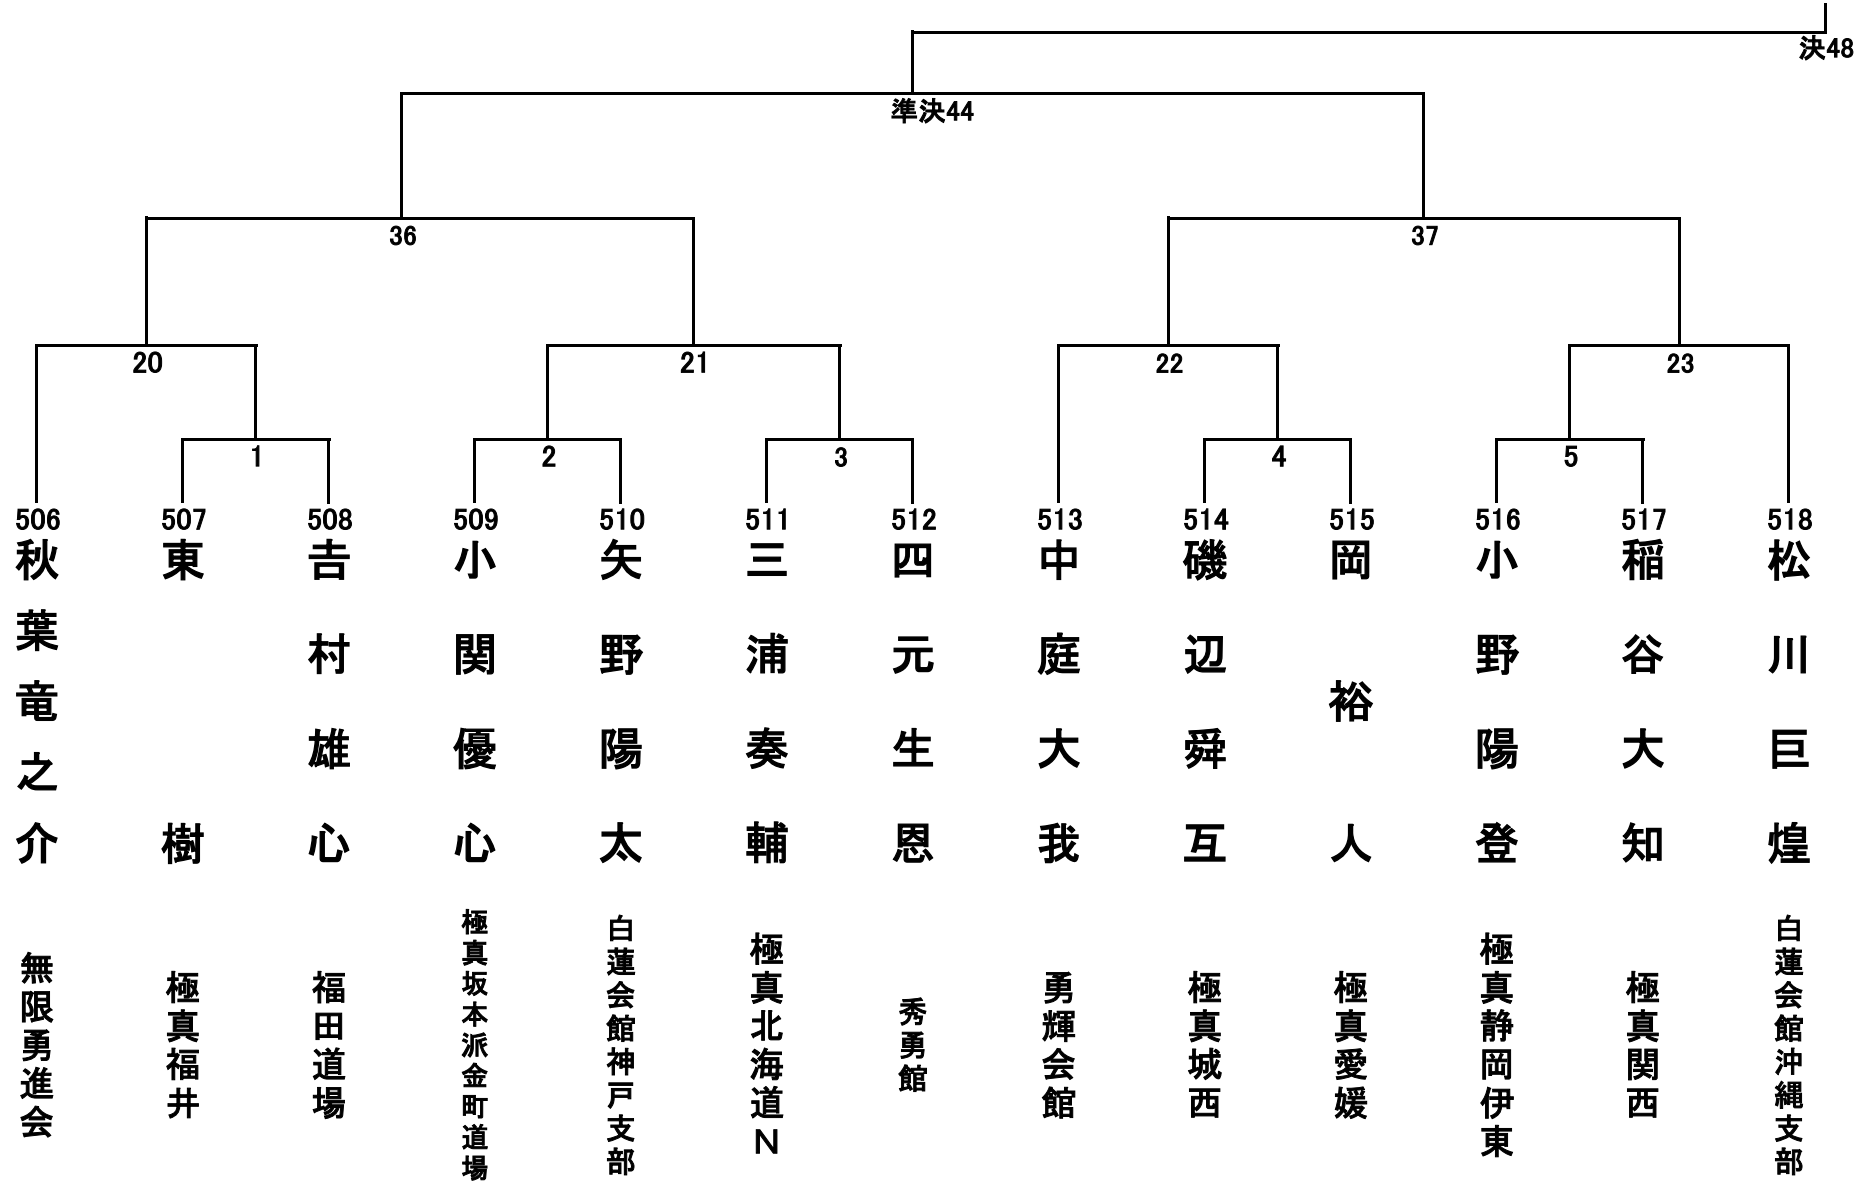 決48
準決44
36
37
20
21
22
23
1
2
3
4
5
506
507
508
509
510
511
512
513
514
515
516
517
518
秋葉竜之介
東樹
𠮷村雄心
小関優心
矢野陽太
三浦奏輔
四元生恩
中庭大我
磯辺舜互
岡裕人
小野陽登
稲谷大知
松川巨煌
無限勇進会
極真福井
福田道場
極真坂本派金町道場
白蓮会館神戸支部
極真北海道N
秀勇館
勇輝会館
極真城西
極真愛媛
極真静岡伊東
極真関西
白蓮会館沖縄支部